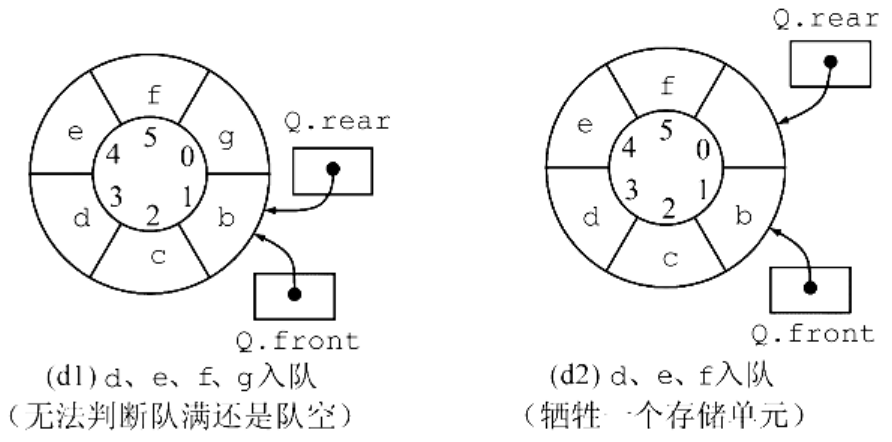 f
e
g
5
4
0
3
1
2
d
b
c
Q.rear
Q.front
(d1) d、e、f、g入队
（无法判断队满还是队空）
Q.rear
f
e
5
4
0
3
1
2
d
b
c
Q.front
(d2) d、e、f入队
（牺牲一个存储单元）